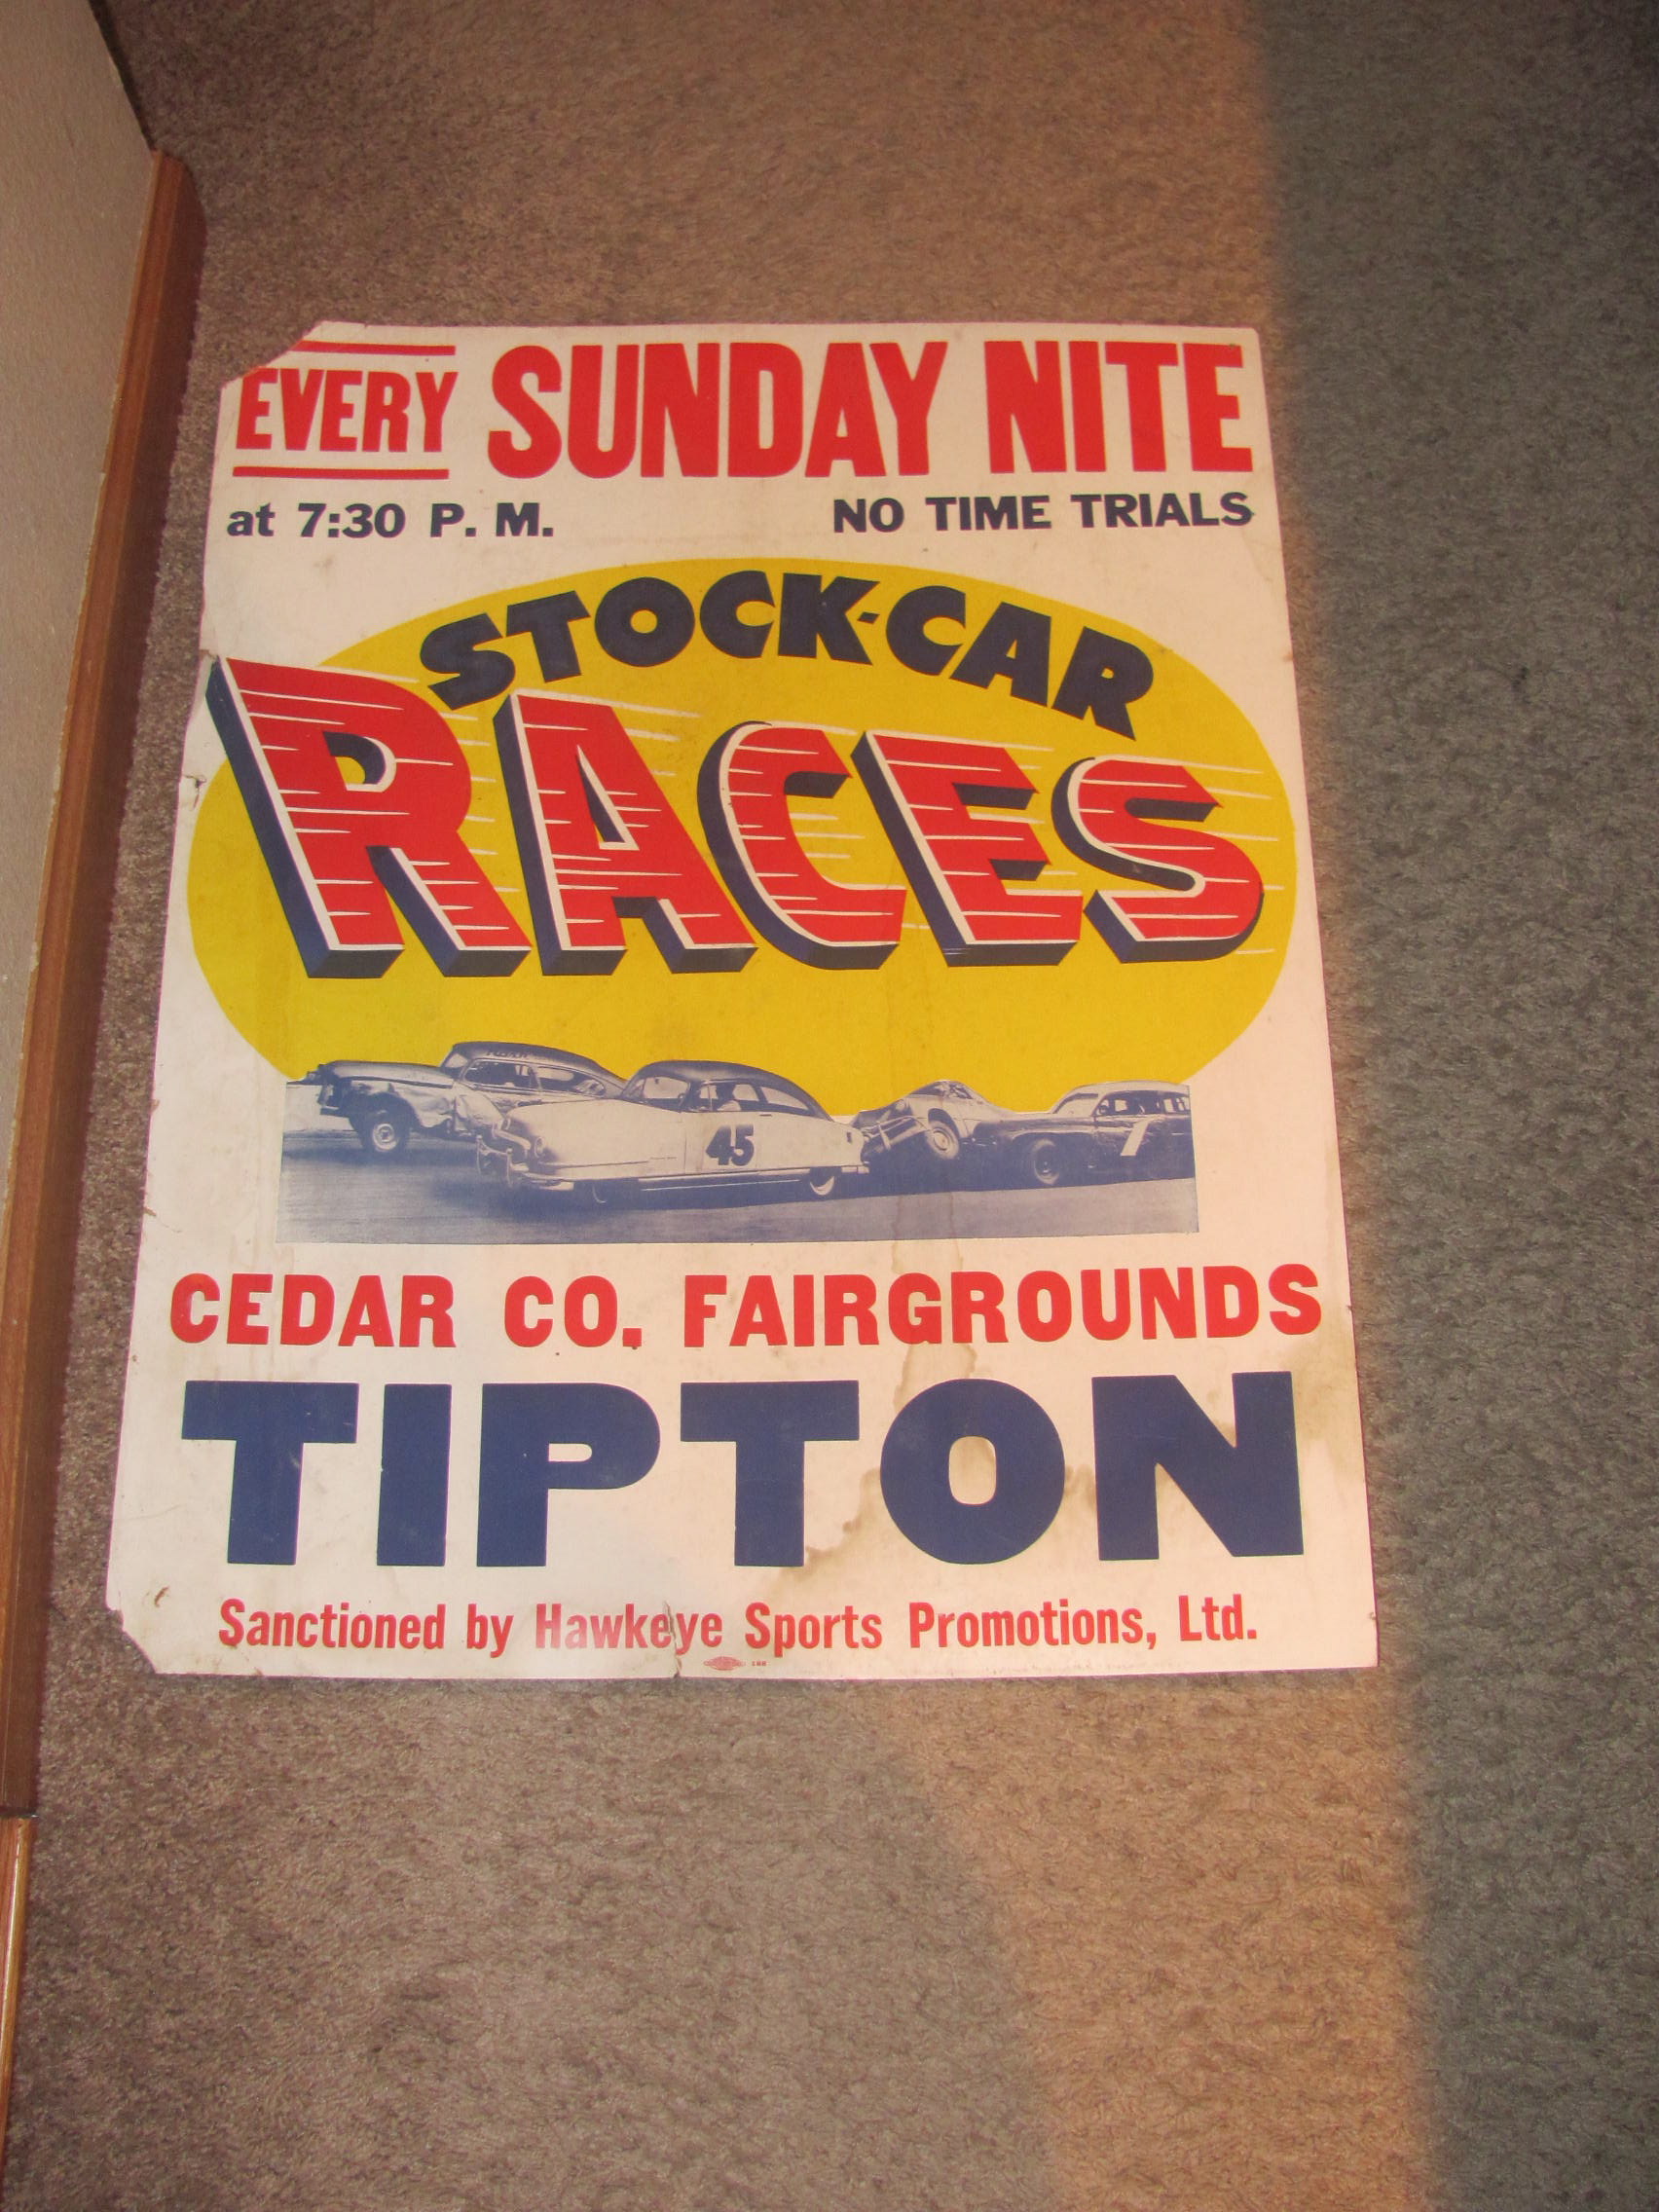 EVERY SUNDAY NITE
at 7:30 P. M. NO TIME TRIALS
STOCK-CAR
RACES
45
7
CEDAR CO. FAIRGROUNDS
TIPTON
Sanctioned by Hawkeye Sports Promotions, Ltd.